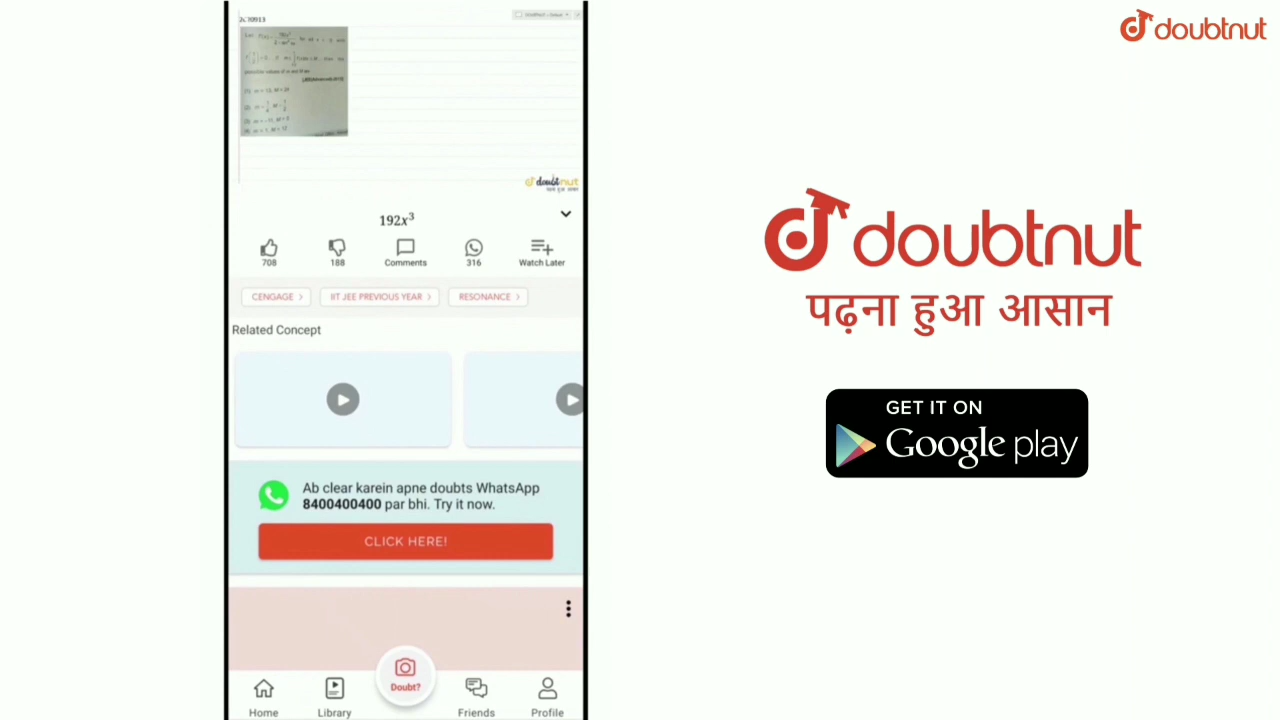 doubtnut
doubtnut
192x³
708
188
Comments
316
Watch Later
CENGAGE
IIT JEE PREVIOUS YEAR
RESONANCE
Related Concept
Ab clear karein apne doubts WhatsApp
8400400400 par bhi. Try it now.
CLICK HERE!
Doubt?
Home
Library
Friends
Profile
doubtnut
पढ़ना हुआ आसान
GET IT ON
Google play